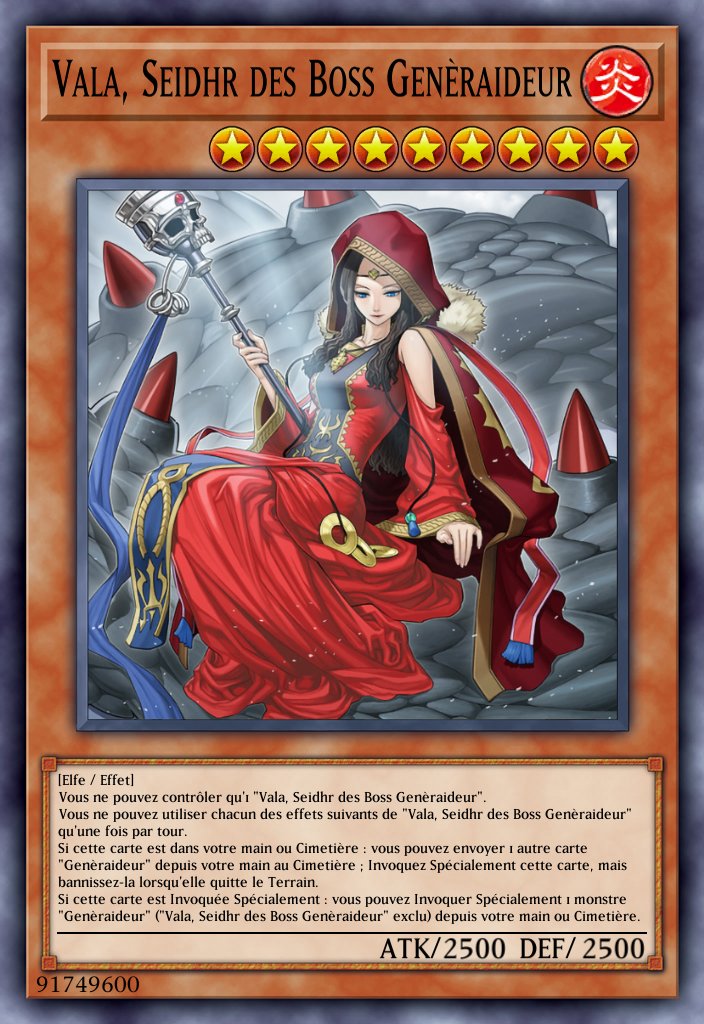 Vala, Seidhr des Boss Genèraideur
炎
[Elfe / Effet]
Vous ne pouvez contrôler qu'1 "Vala, Seidhr des Boss Genèraideur".
Vous ne pouvez utiliser chacun des effets suivants de "Vala, Seidhr des Boss Genèraideur"
qu'une fois par tour.
Si cette carte est dans votre main ou Cimetière : vous pouvez envoyer 1 autre carte
"Genèraideur" depuis votre main au Cimetière ; Invoquez Spécialement cette carte, mais
bannissez-la lorsqu'elle quitte le Terrain.
Si cette carte est Invoquée Spécialement : vous pouvez Invoquer Spécialement 1 monstre
"Genèraideur" ("Vala, Seidhr des Boss Genèraideur" exclu) depuis votre main ou Cimetière.
ATK/2500 DEF/ 2500
91749600